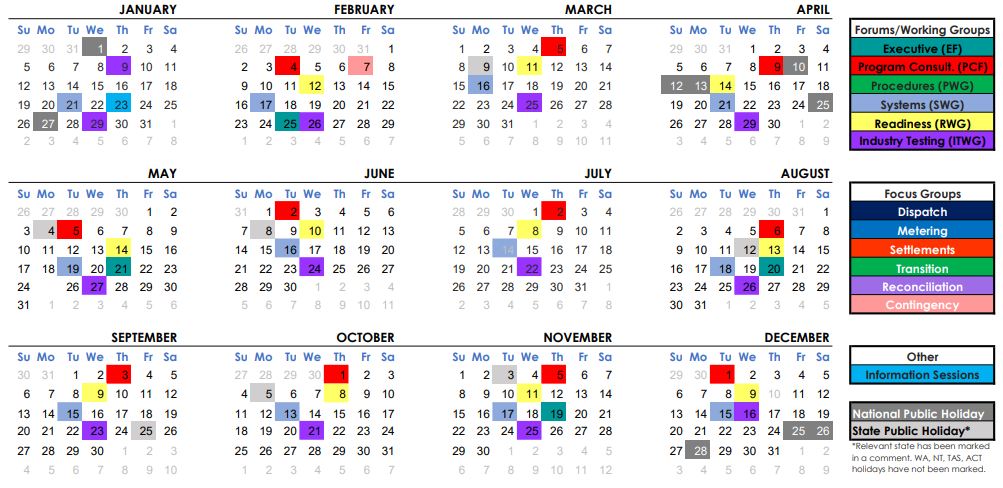 JANUARY
Su Mo Tu We Th Fr Sa
29 30 31 1 2 3 4
5 6 7 8 9 10 11
12 13 14 15 16 17 18
19 20 21 22 23 24 25
26 27 28 29 30 31 1
2 3 4 5 6 7 8
FEBRUARY
Su Mo Tu We Th Fr Sa
26 27 28 29 30 31 1
2 3 4 5 6 7 8
9 10 11 12 13 14 15
16 17 18 19 20 21 22
23 24 25 26 27 28 29
1 2 3 4 5 6 7
MARCH
Su Mo Tu We Th Fr Sa
1 2 3 4 5 6 7
8 9 10 11 12 13 14
15 16 17 18 19 20 21
22 23 24 25 26 27 28
29 30 31 1 2 3 4
5 6 7 8 9 10 11
APRIL
Su Mo Tu We Th Fr Sa
29 30 31 1 2 3 4
5 6 7 8 9 10 11
12 13 14 15 16 17 18
19 20 21 22 23 24 25
26 27 28 29 30 1 2
3 4 5 6 7 8 9
Forums/Working Groups
Executive (EF)
Program Consult. (PCF)
Procedures (PWG)
Systems (SWG)
Readiness (RWG)
Industry Testing (ITWG)
MAY
Su Mo Tu We Th Fr Sa
26 27 28 29 30 1 2
3 4 5 6 7 8 9
10 11 12 13 14 15 16
17 18 19 20 21 22 23
24 25 26 27 28 29 30
31 1 2 3 4 5 6
JUNE
Su Mo Tu We Th Fr Sa
31 1 2 3 4 5 6
7 8 9 10 11 12 13
14 15 16 17 18 19 20
21 22 23 24 25 26 27
28 29 30 1 2 3 4
5 6 7 8 9 10 11
JULY
Su Mo Tu We Th Fr Sa
28 29 30 1 2 3 4
5 6 7 8 9 10 11
12 13 14 15 16 17 18
19 20 21 22 23 24 25
26 27 28 29 30 31 1
2 3 4 5 6 7 8
AUGUST
Su Mo Tu We Th Fr Sa
26 27 28 29 30 31 1
2 3 4 5 6 7 8
9 10 11 12 13 14 15
16 17 18 19 20 21 22
23 24 25 26 27 28 29
30 31 1 2 3 4 5
Focus Groups
Dispatch
Metering
Settlements
Transition
Reconciliation
Contingency
SEPTEMBER
Su Mo Tu We Th Fr Sa
30 31 1 2 3 4 5
6 7 8 9 10 11 12
13 14 15 16 17 18 19
20 21 22 23 24 25 26
27 28 29 30 1 2 3
4 5 6 7 8 9 10
OCTOBER
Su Mo Tu We Th Fr Sa
27 28 29 30 1 2 3
4 5 6 7 8 9 10
11 12 13 14 15 16 17
18 19 20 21 22 23 24
25 26 27 28 29 30 31
1 2 3 4 5 6 7
NOVEMBER
Su Mo Tu We Th Fr Sa
1 2 3 4 5 6 7
8 9 10 11 12 13 14
15 16 17 18 19 20 21
22 23 24 25 26 27 28
29 30 1 2 3 4 5
6 7 8 9 10 11 12
DECEMBER
Su Mo Tu We Th Fr Sa
29 30 1 2 3 4 5
6 7 8 9 10 11 12
13 14 15 16 17 18 19
20 21 22 23 24 25 26
27 28 29 30 31 1 2
3 4 5 6 7 8 9
Other
Information Sessions
National Public Holiday
State Public Holiday*
*Relevant state has been marked
in a comment. WA, NT, TAS, ACT
holidays have not been marked.